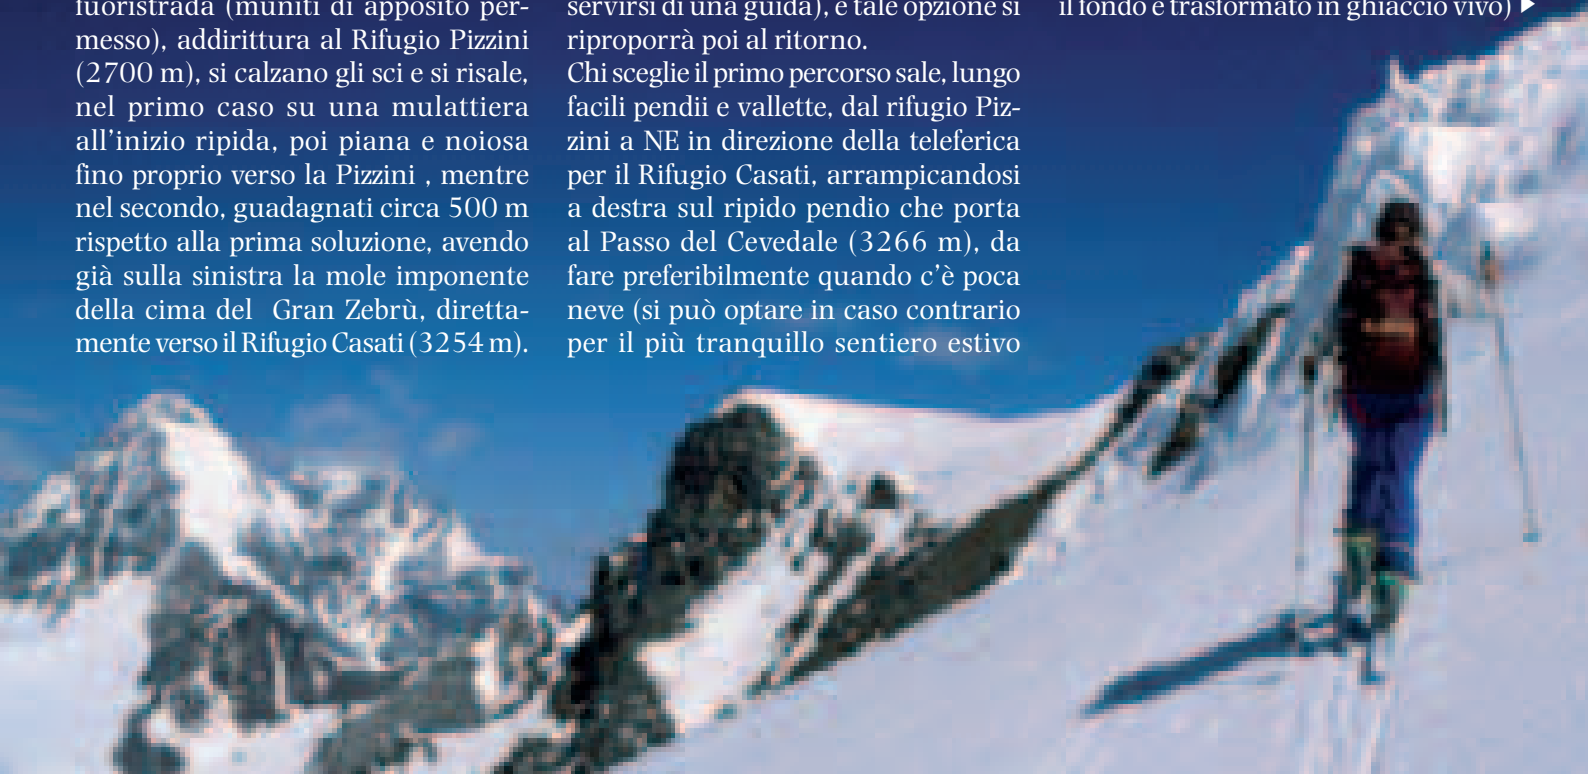 fuoristrada (muniti di apposito per-
messo), addirittura al Rifugio Pizzini
(2700 m), si calzano gli sci e si risale,
nel primo caso su una mulattiera
all'inizio ripida, poi piana e noiosa
fino proprio verso la Pizzini , mentre
nel secondo, guadagnati circa 500 m
rispetto alla prima soluzione, avendo
già sulla sinistra la mole imponente
della cima del Gran Zebrù, diretta-
mente verso il Rifugio Casati (3254 m).
servirsi di una guida), e tale opzione si
riproporrà poi al ritorno.
Chi sceglie il primo percorso sale, lungo
facili pendii e vallette, dal rifugio Piz-
zini a NE in direzione della teleferica
per il Rifugio Casati, arrampicandosi
a destra sul ripido pendio che porta
al Passo del Cevedale (3266 m), da
fare preferibilmente quando c'è poca
neve (si può optare in caso contrario
per il più tranquillo sentiero estivo
il fondo è trasformato in ghiaccio vivo) ▶